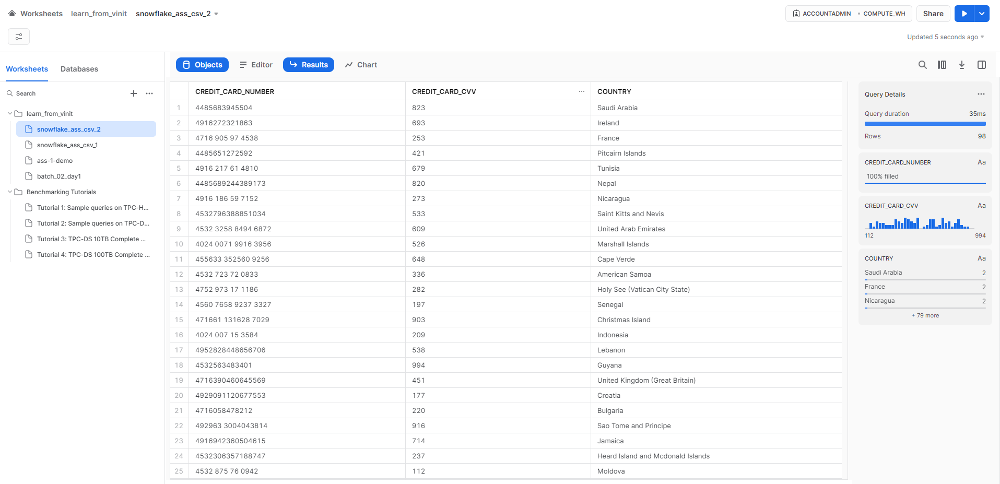 Worksheets learn_from_vinit snowflake_ass_csv_2
ACCOUNTADMIN • COMPUTE_WH Share
Updated 5 seconds ago
Worksheets Databases
Search
learn_from_vinit
snowflake_ass_csv_2
snowflake_ass_csv_1
ass-1-demo
batch_02_day1
Benchmarking Tutorials
Tutorial 1: Sample queries on TPC-H...
Tutorial 2: Sample queries on TPC-D...
Tutorial 3: TPC-DS 10TB Complete ...
Tutorial 4: TPC-DS 100TB Complete ...
Objects Editor Results Chart
CREDIT_CARD_NUMBER CREDIT_CARD_CVV ... COUNTRY
1 4485683945504 823 Saudi Arabia
2 4916272321863 693 Ireland
3 4716 905 97 4538 253 France
4 4485651272592 421 Pitcairn Islands
5 4916 217 61 4810 679 Tunisia
6 4485689244389173 820 Nepal
7 4916 186 59 7152 273 Nicaragua
8 4532796388851034 533 Saint Kitts and Nevis
9 4532 3258 8494 6872 609 United Arab Emirates
10 4024 0071 9916 3956 526 Marshall Islands
11 455633 352560 9256 648 Cape Verde
12 4532 723 72 0833 336 American Samoa
13 4752 973 17 1186 282 Holy See (Vatican City State)
14 4560 7658 9237 3327 197 Senegal
15 471661 131628 7029 903 Christmas Island
16 4024 007 15 3584 209 Indonesia
17 4952828448656706 538 Lebanon
18 4532563483401 994 Guyana
19 4716390460645569 451 United Kingdom (Great Britain)
20 4929091120677553 177 Croatia
21 4716058478212 220 Bulgaria
22 492963 3004043814 916 Sao Tome and Principe
23 4916942360504615 714 Jamaica
24 4532306357188747 237 Heard Island and Mcdonald Islands
25 4532 875 76 0942 112 Moldova
Query Details ...
Query duration 35ms
Rows 98
CREDIT_CARD_NUMBER Aa
100% filled
CREDIT_CARD_CVV Aa
112 994
COUNTRY Aa
Saudi Arabia 2
France 2
Nicaragua 2
+ 79 more